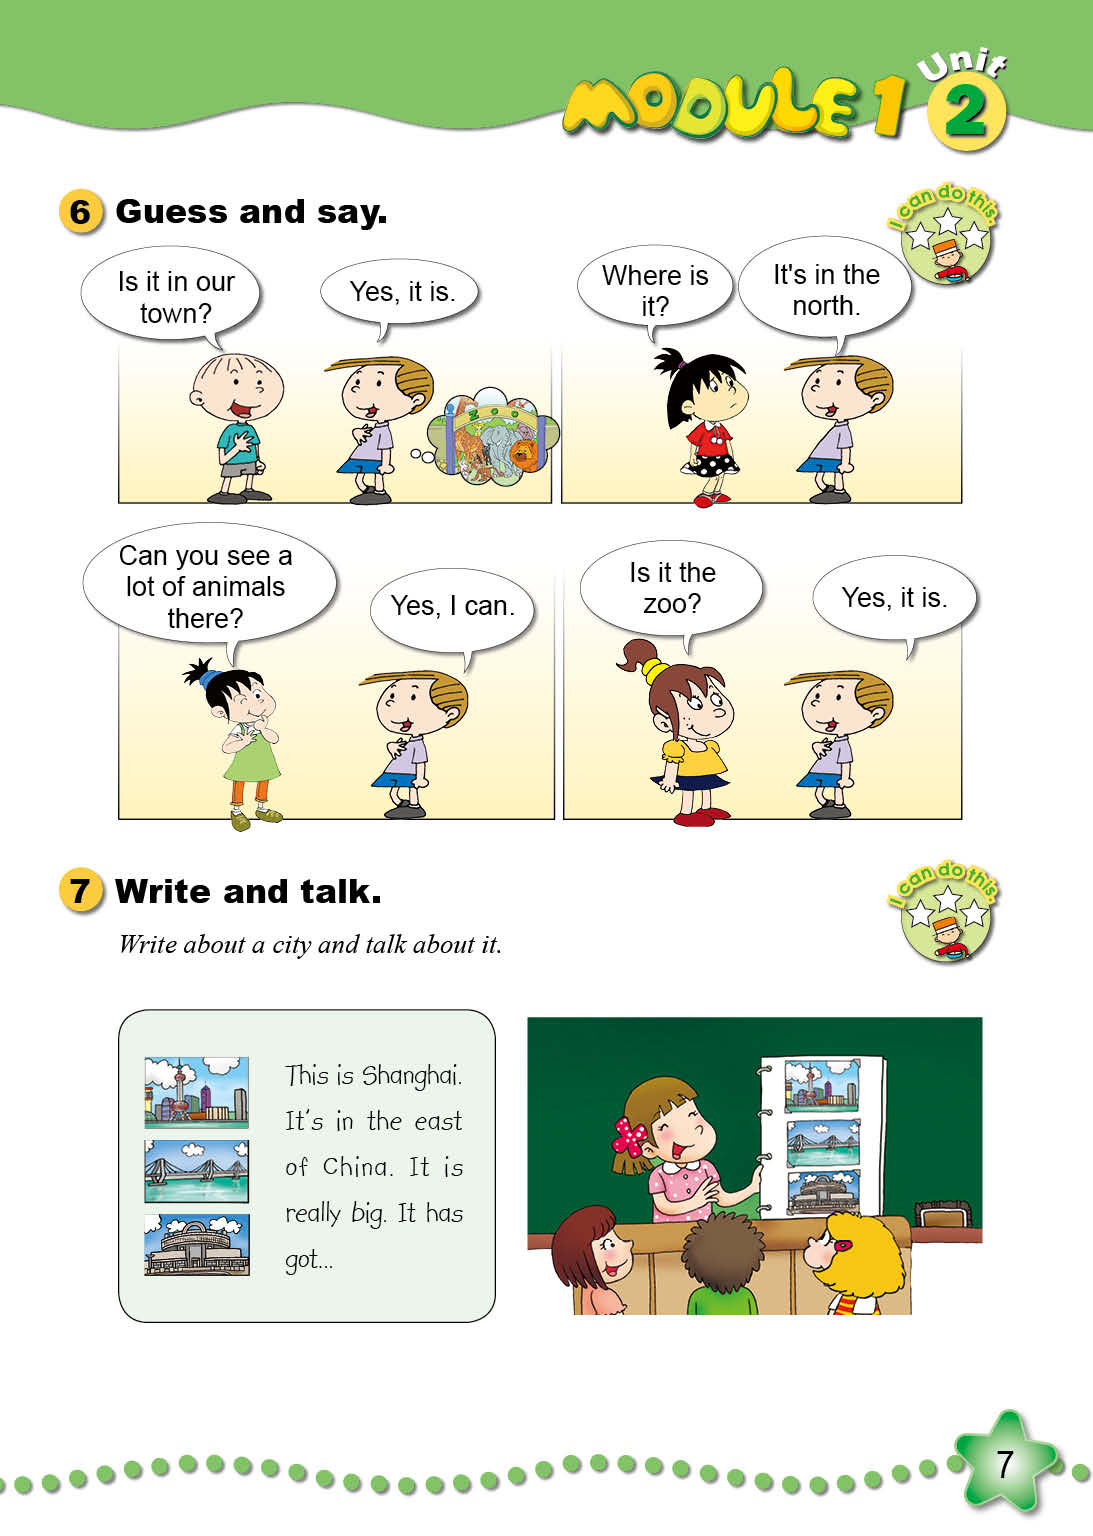 MODULE 1
Unit
2
6 Guess and say.
I can do this.
Is it in our
town?
Yes, it is.
ZOO
Where is
it?
It's in the
north.
Can you see a
lot of animals
there?
Yes, I can.
Is it the
zoo?
Yes, it is.
7 Write and talk.
I can do this.
Write about a city and talk about it.
This is Shanghai.
It's in the east
of China. It is
really big. It has
got...
7